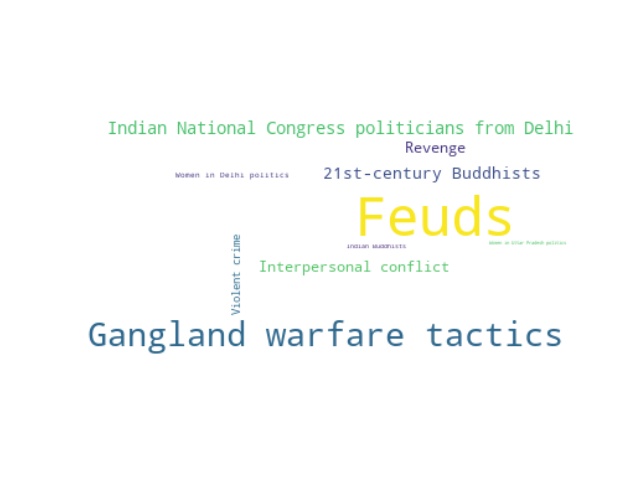 Indian National Congress politicians from Delhi
Revenge
Women in Delhi politics
21st-century Buddhists
Feuds
Indian Buddhists
Women in Uttar Pradesh politics
Violent crime
Interpersonal conflict
Gangland warfare tactics